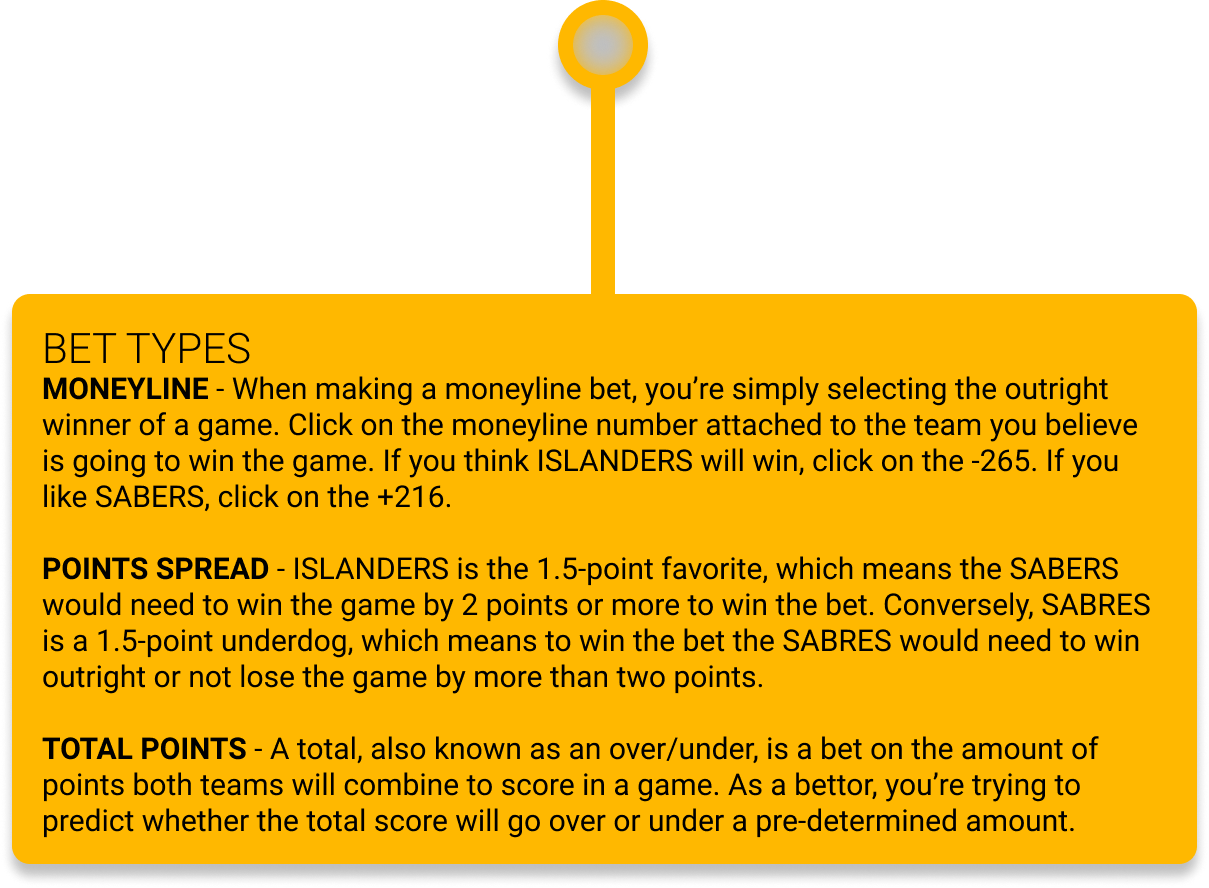 BET TYPES
MONEYLINE - When making a moneyline bet, you’re simply selecting the outright
winner of a game. Click on the moneyline number attached to the team you believe
is going to win the game. If you think ISLANDERS will win, click on the -265. If you
like SABERS, click on the +216.
POINTS SPREAD - ISLANDERS is the 1.5-point favorite, which means the SABERS
would need to win the game by 2 points or more to win the bet. Conversely, SABRES
is a 1.5-point underdog, which means to win the bet the SABRES would need to win
outright or not lose the game by more than two points.
TOTAL POINTS - A total, also known as an over/under, is a bet on the amount of
points both teams will combine to score in a game. As a bettor, you’re trying to
predict whether the total score will go over or under a pre-determined amount.